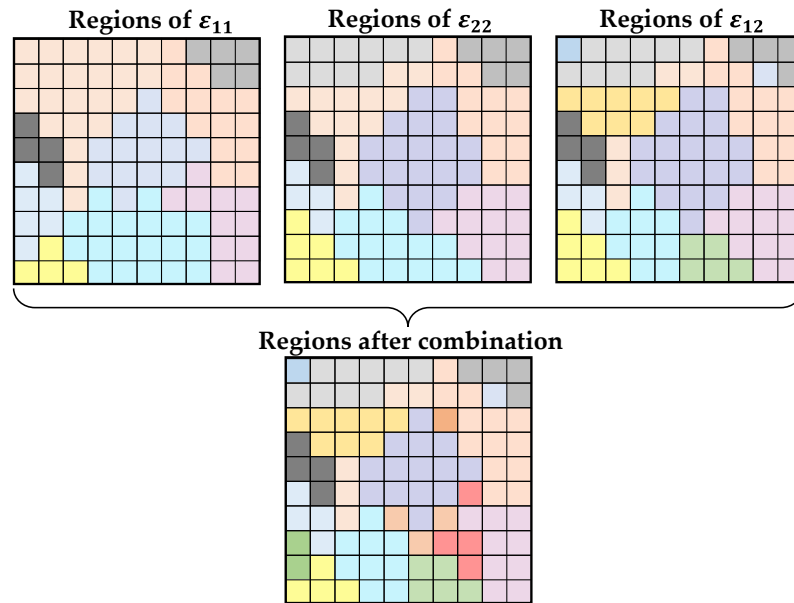 Regions of ε₁₁
Regions of ε₂₂
Regions of ε₁₂
Regions after combination